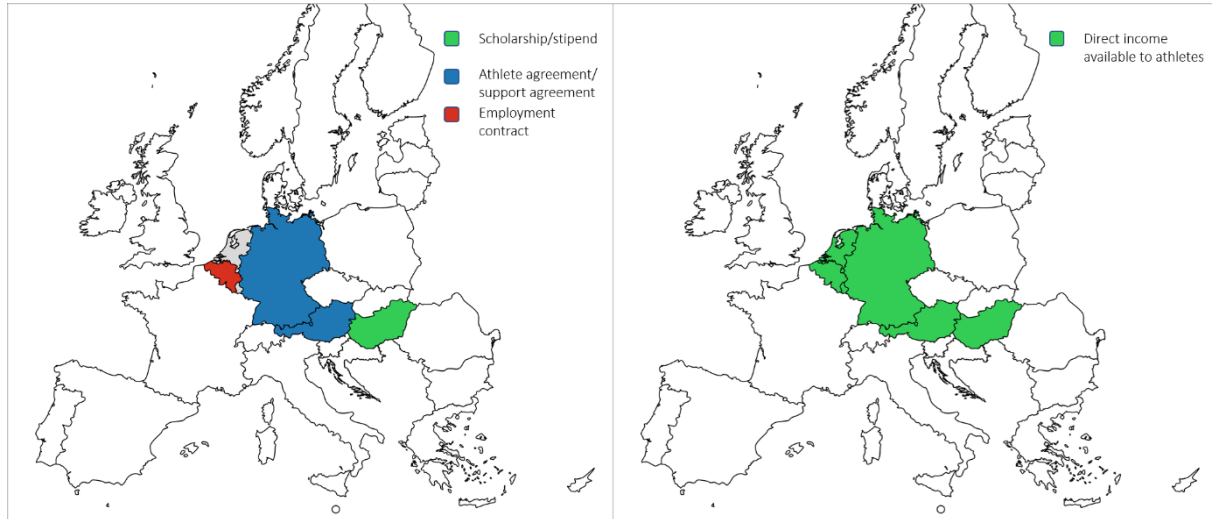 Scholarship/stipend
Athlete agreement/
support agreement
Employment
contract
Direct income
available to athletes